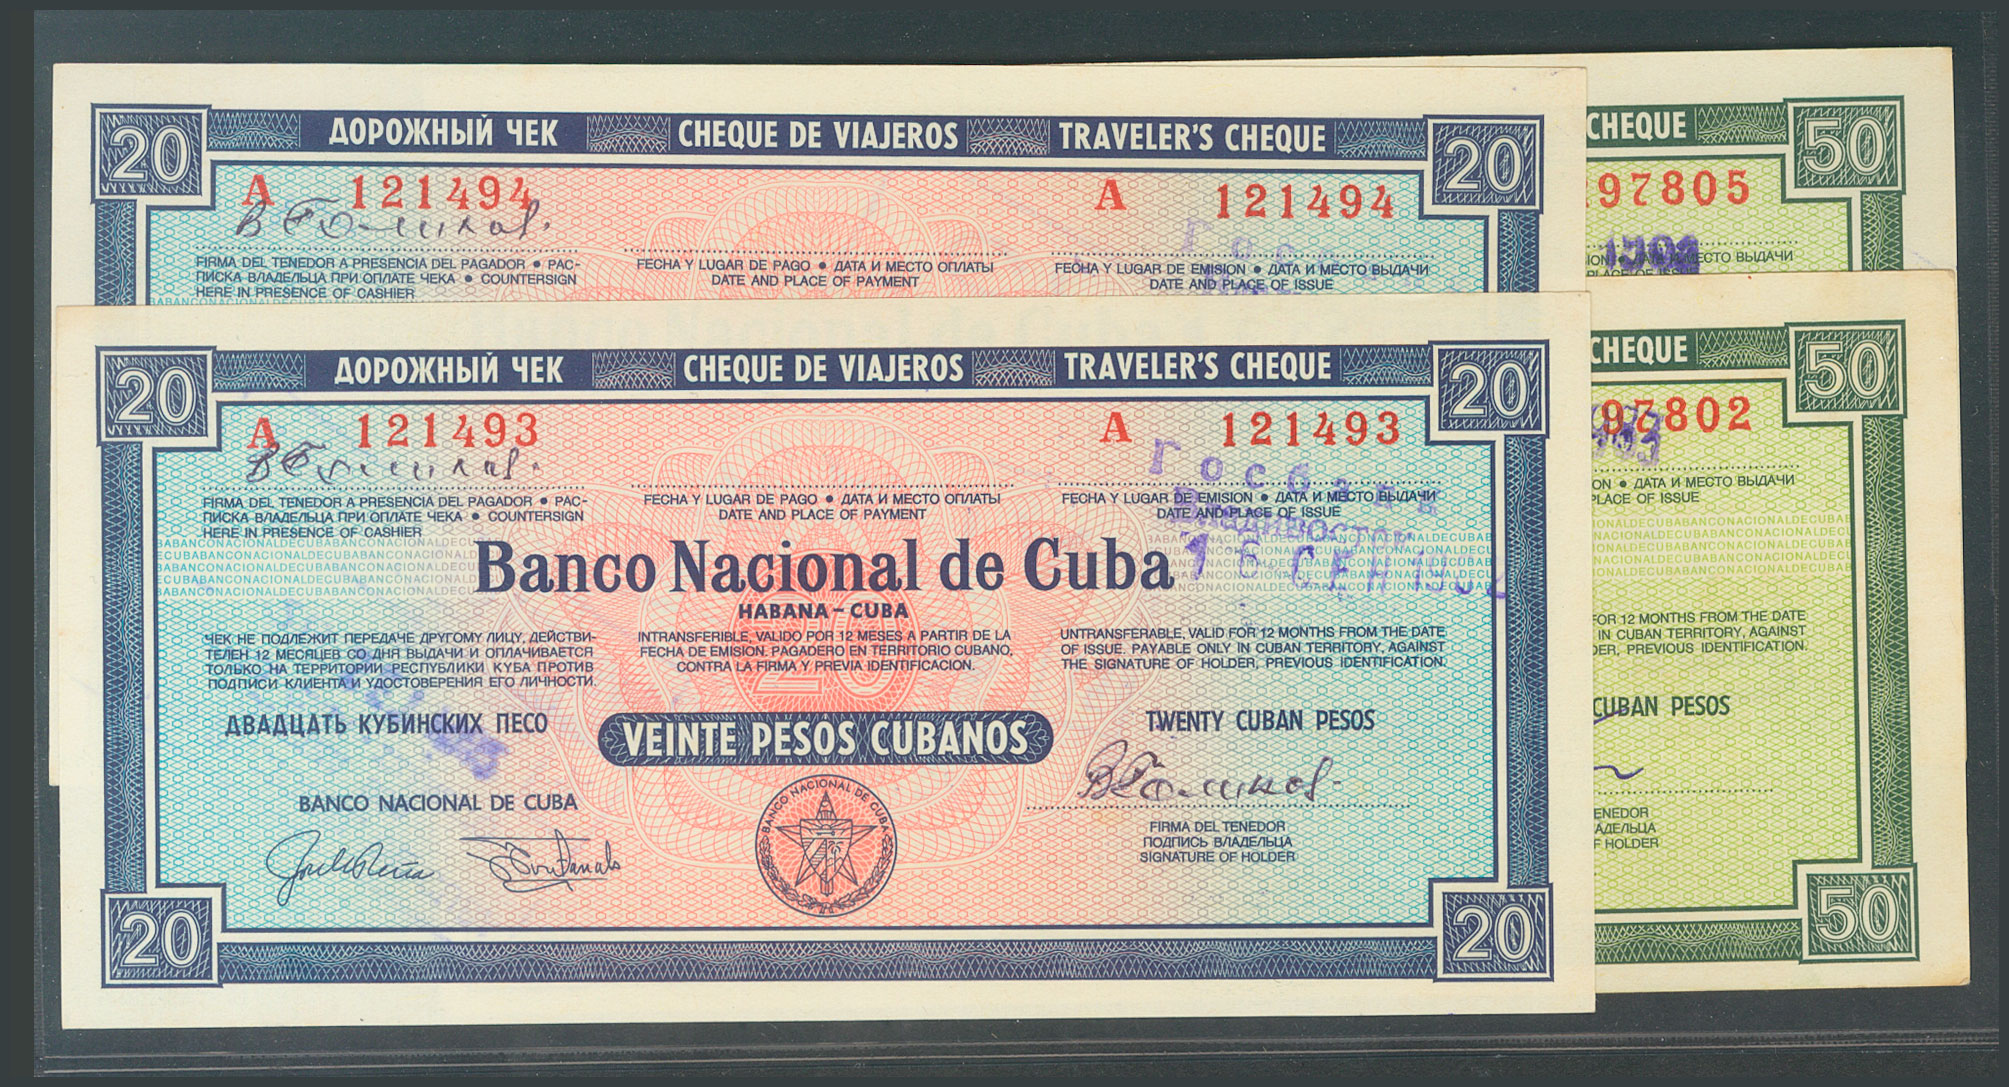 20 ДОРОЖНЫЙ ЧЕК CHEQUE DE VIAJEROS TRAVELER'S CHEQUE 20
A 121494 A 121494
FIRMA DEL TENEDOR A PRESENCIA DEL PAGADOR ● РАС-
ПИСКА ВЛАДЕЛЬЦА ПРИ ОПЛАТЕ ЧЕКА ● COUNTERSIGN
HERE IN PRESENCE OF CASHIER
FECHA Y LUGAR DE PAGO ● ДАТА И МЕСТО ОПЛАТЫ
DATE AND PLACE OF PAYMENT
FECHA Y LUGAR DE EMISION ● ДАТА И МЕСТО ВЫДАЧИ
DATE AND PLACE OF ISSUE
CHEQUE 50
97805
МЕСТО ВЫДАЧИ
PLACE OF ISSUE
20 ДОРОЖНЫЙ ЧЕК CHEQUE DE VIAJEROS TRAVELER'S CHEQUE 20
A 121493 A 121493
Госбанк
Владивосток
16 СЕН
FIRMA DEL TENEDOR A PRESENCIA DEL PAGADOR ● РАС-
ПИСКА ВЛАДЕЛЬЦА ПРИ ОПЛАТЕ ЧЕКА ● COUNTERSIGN
HERE IN PRESENCE OF CASHIER
FECHA Y LUGAR DE PAGO ● ДАТА И МЕСТО ОПЛАТЫ
DATE AND PLACE OF PAYMENT
FECHA Y LUGAR DE EMISION ● ДАТА И МЕСТО ВЫДАЧИ
DATE AND PLACE OF ISSUE
Banco Nacional de Cuba
HABANA – CUBA
ЧЕК НЕ ПОДЛЕЖИТ ПЕРЕДАЧЕ ДРУГОМУ ЛИЦУ, ДЕЙСТВИ-
ТЕЛЕН 12 МЕСЯЦЕВ СО ДНЯ ВЫДАЧИ И ОПЛАЧИВАЕТСЯ
ТОЛЬКО НА ТЕРРИТОРИИ РЕСПУБЛИКИ КУБА ПРОТИВ
ПОДПИСИ КЛИЕНТА И УДОСТОВЕРЕНИЯ ЕГО ЛИЧНОСТИ.
INTRANSFERIBLE, VALIDO POR 12 MESES A PARTIR DE LA
FECHA DE EMISION. PAGADERO EN TERRITORIO CUBANO,
CONTRA LA FIRMA Y PREVIA IDENTIFICACION.
UNTRANSFERABLE, VALID FOR 12 MONTHS FROM THE DATE
OF ISSUE. PAYABLE ONLY IN CUBAN TERRITORY, AGAINST
THE SIGNATURE OF HOLDER, PREVIOUS IDENTIFICATION.
ДВАДЦАТЬ КУБИНСКИХ ПЕСО
VEINTE PESOS CUBANOS
TWENTY CUBAN PESOS
BANCO NACIONAL DE CUBA
BANCO NACIONAL DE CUBA
FIRMA DEL TENEDOR
ПОДПИСЬ ВЛАДЕЛЬЦА
SIGNATURE OF HOLDER
20 20
CHEQUE 50
97802
ДАТА И МЕСТО ВЫДАЧИ
PLACE OF ISSUE
FOR 12 MONTHS FROM THE DATE
IN CUBAN TERRITORY, AGAINST
PREVIOUS IDENTIFICATION.
CUBAN PESOS
OF HOLDER
50